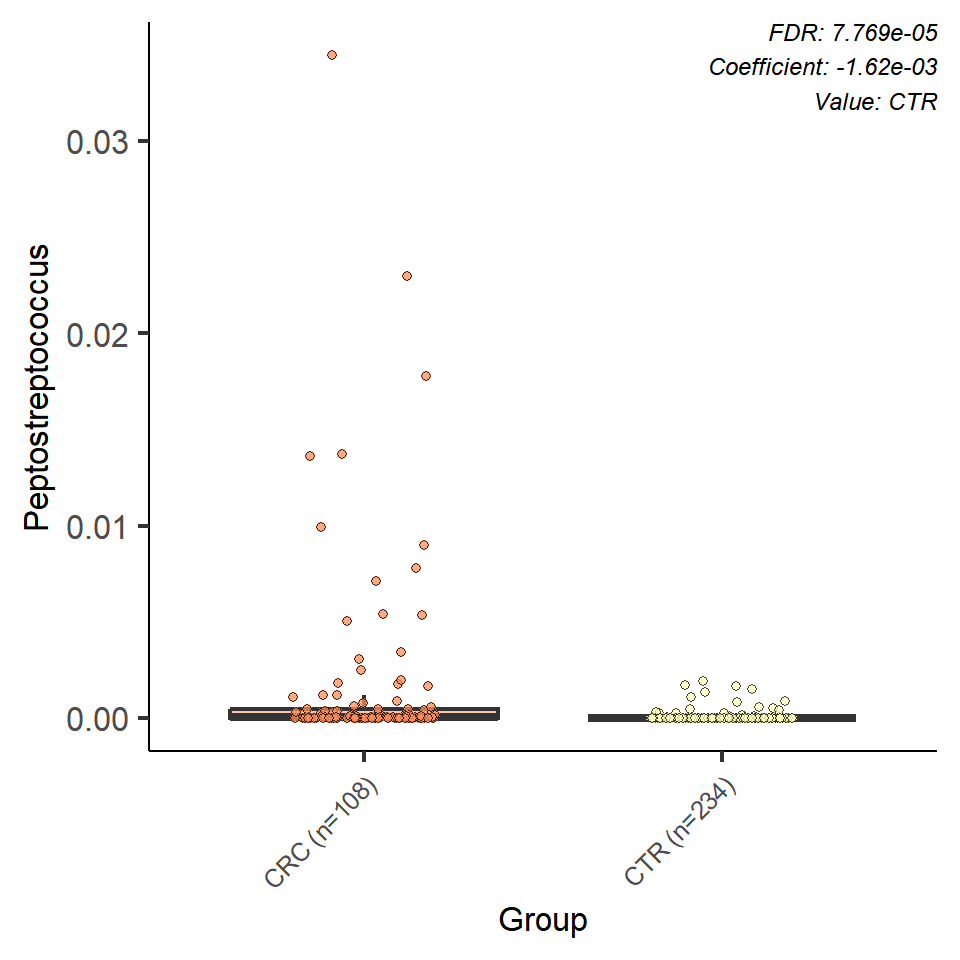 FDR: 7.769e-05
Coefficient: -1.62e-03
Value: CTR
Peptostreptococcus
0.03
0.02
0.01
0.00
CRC (n=108)
CTR (n=234)
Group